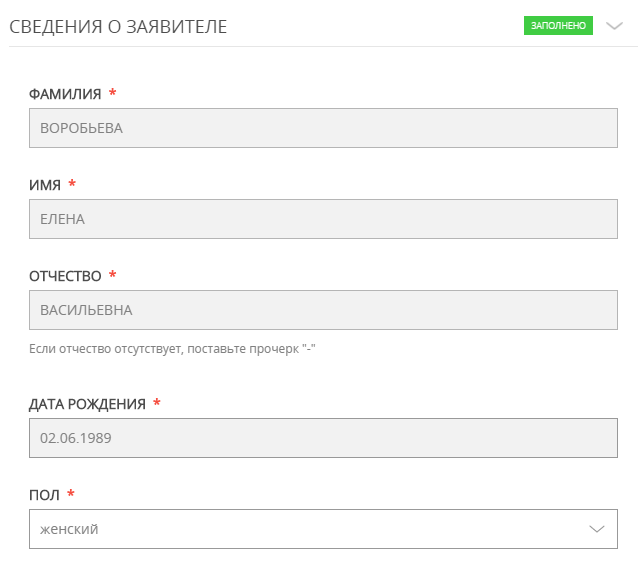 СВЕДЕНИЯ О ЗАЯВИТЕЛЕ
ЗАПОЛНЕНО
ФАМИЛИЯ *
ВОРОБЬЕВА
ИМЯ *
ЕЛЕНА
ОТЧЕСТВО *
ВАСИЛЬЕВНА
Если отчество отсутствует, поставьте прочерк "-"
ДАТА РОЖДЕНИЯ *
02.06.1989
ПОЛ *
женский